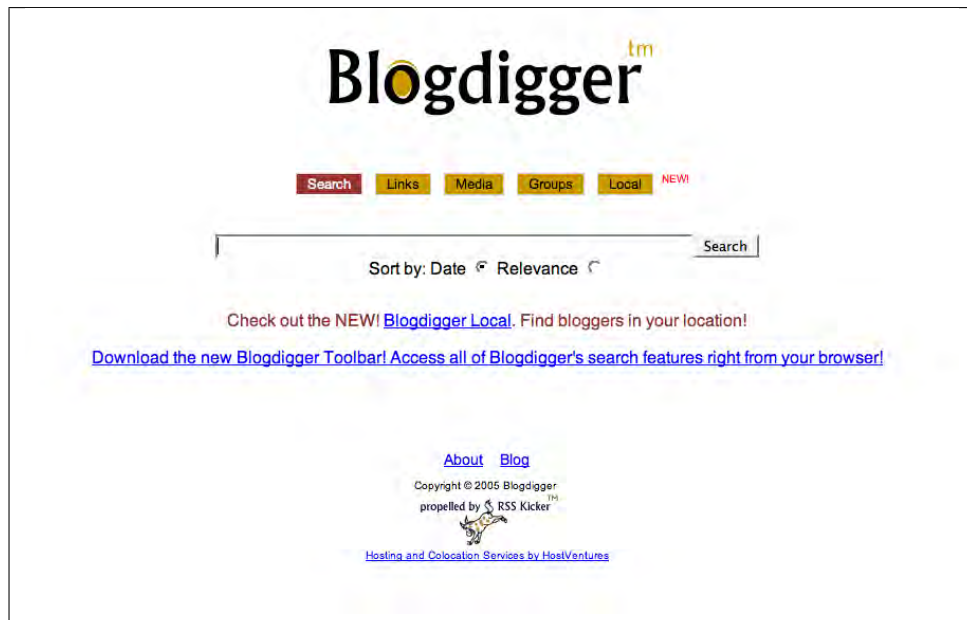 Blogdigger tm
Search Links Media Groups Local NEW!
Search
Sort by: Date Relevance
Check out the NEW! Blogdigger Local. Find bloggers in your location!
Download the new Blogdigger Toolbar! Access all of Blogdigger's search features right from your browser!
About Blog
Copyright © 2005 Blogdigger
propelled by RSS Kicker TM
Hosting and Colocation Services by HostVentures